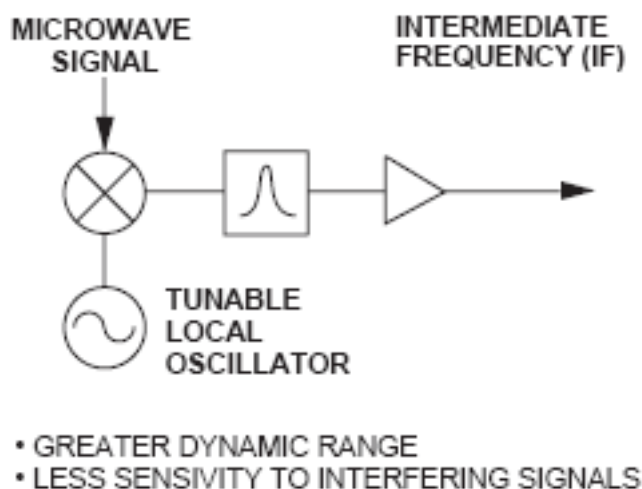 MICROWAVE
SIGNAL
INTERMEDIATE
FREQUENCY (IF)
TUNABLE
LOCAL
OSCILLATOR
• GREATER DYNAMIC RANGE
• LESS SENSIVITY TO INTERFERING SIGNALS